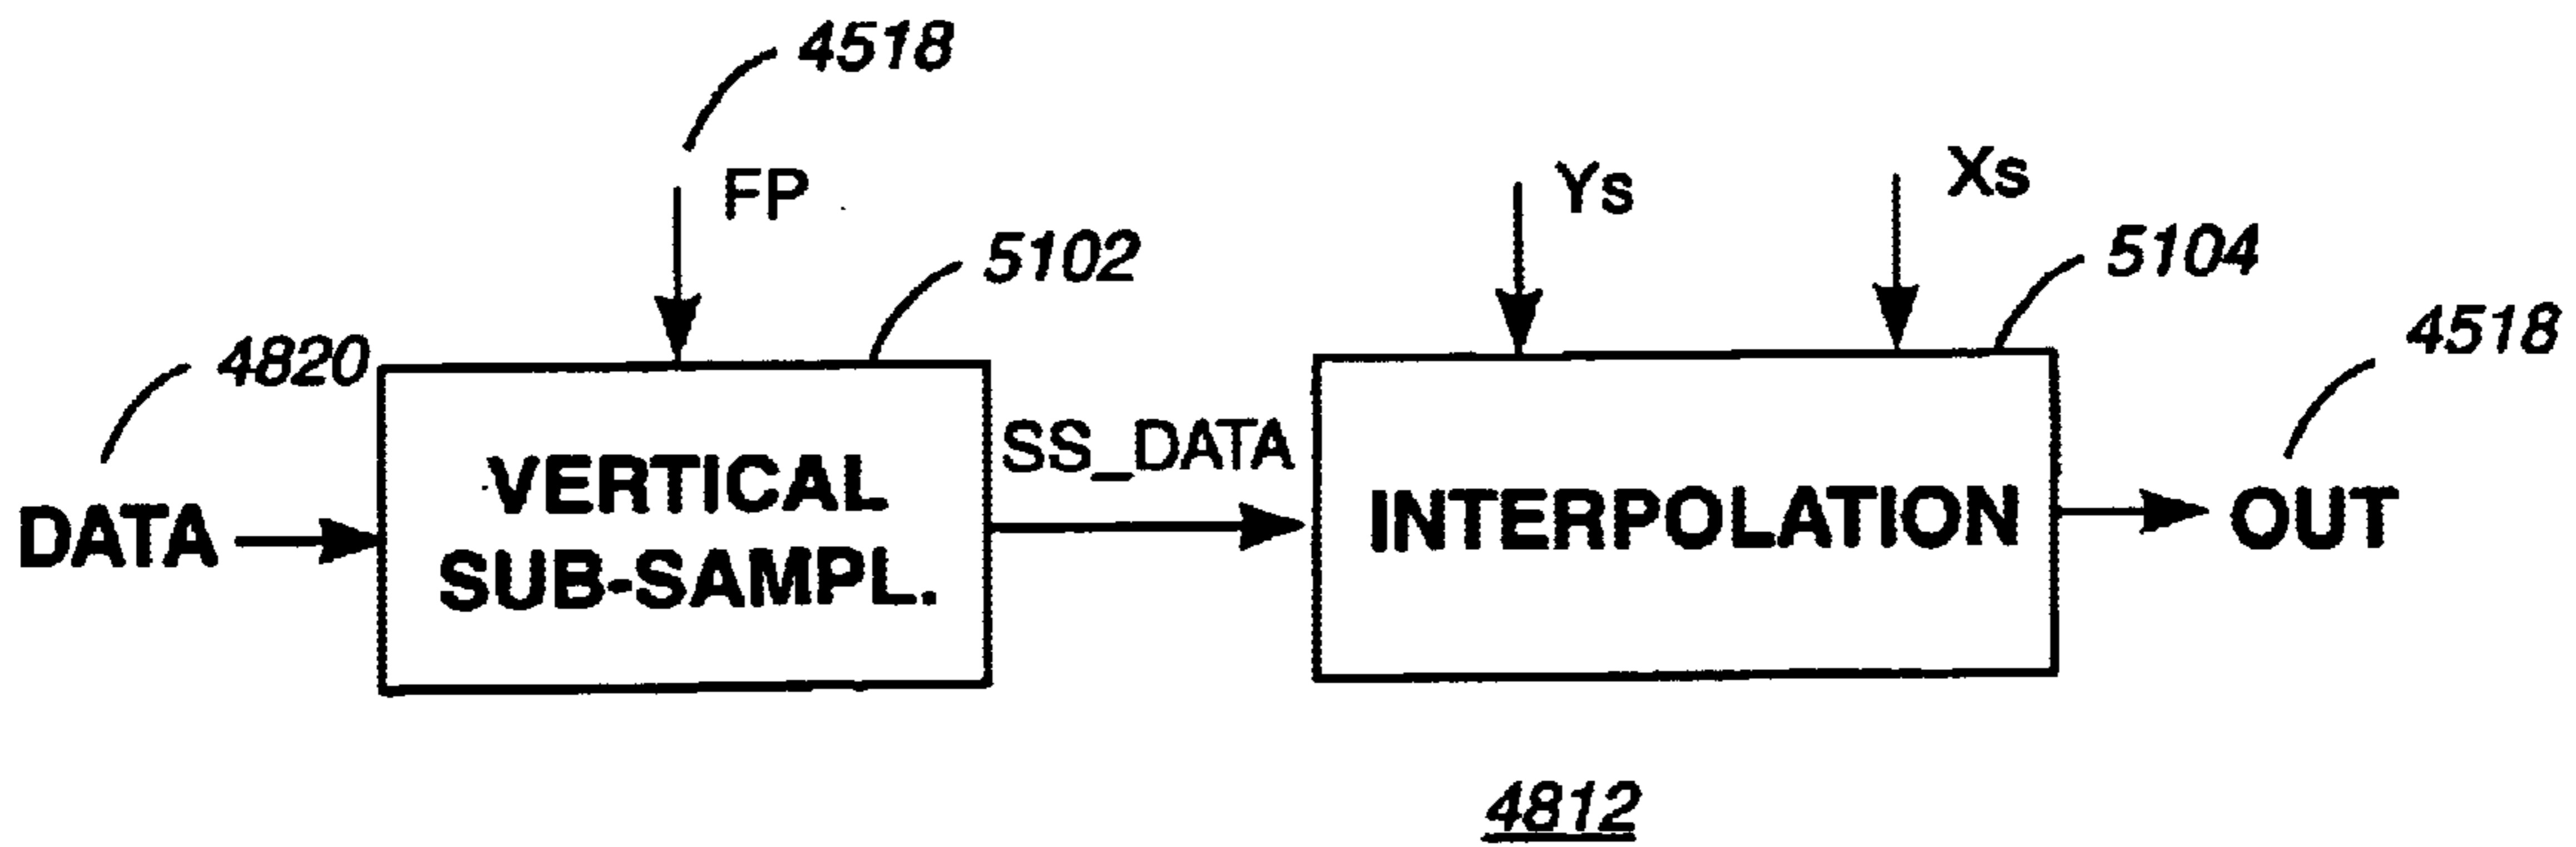 4518
FP
Ys
Xs
5102
5104
4820
4518
DATA
VERTICAL
SUB-SAMPL.
SS_DATA
INTERPOLATION
OUT
4812